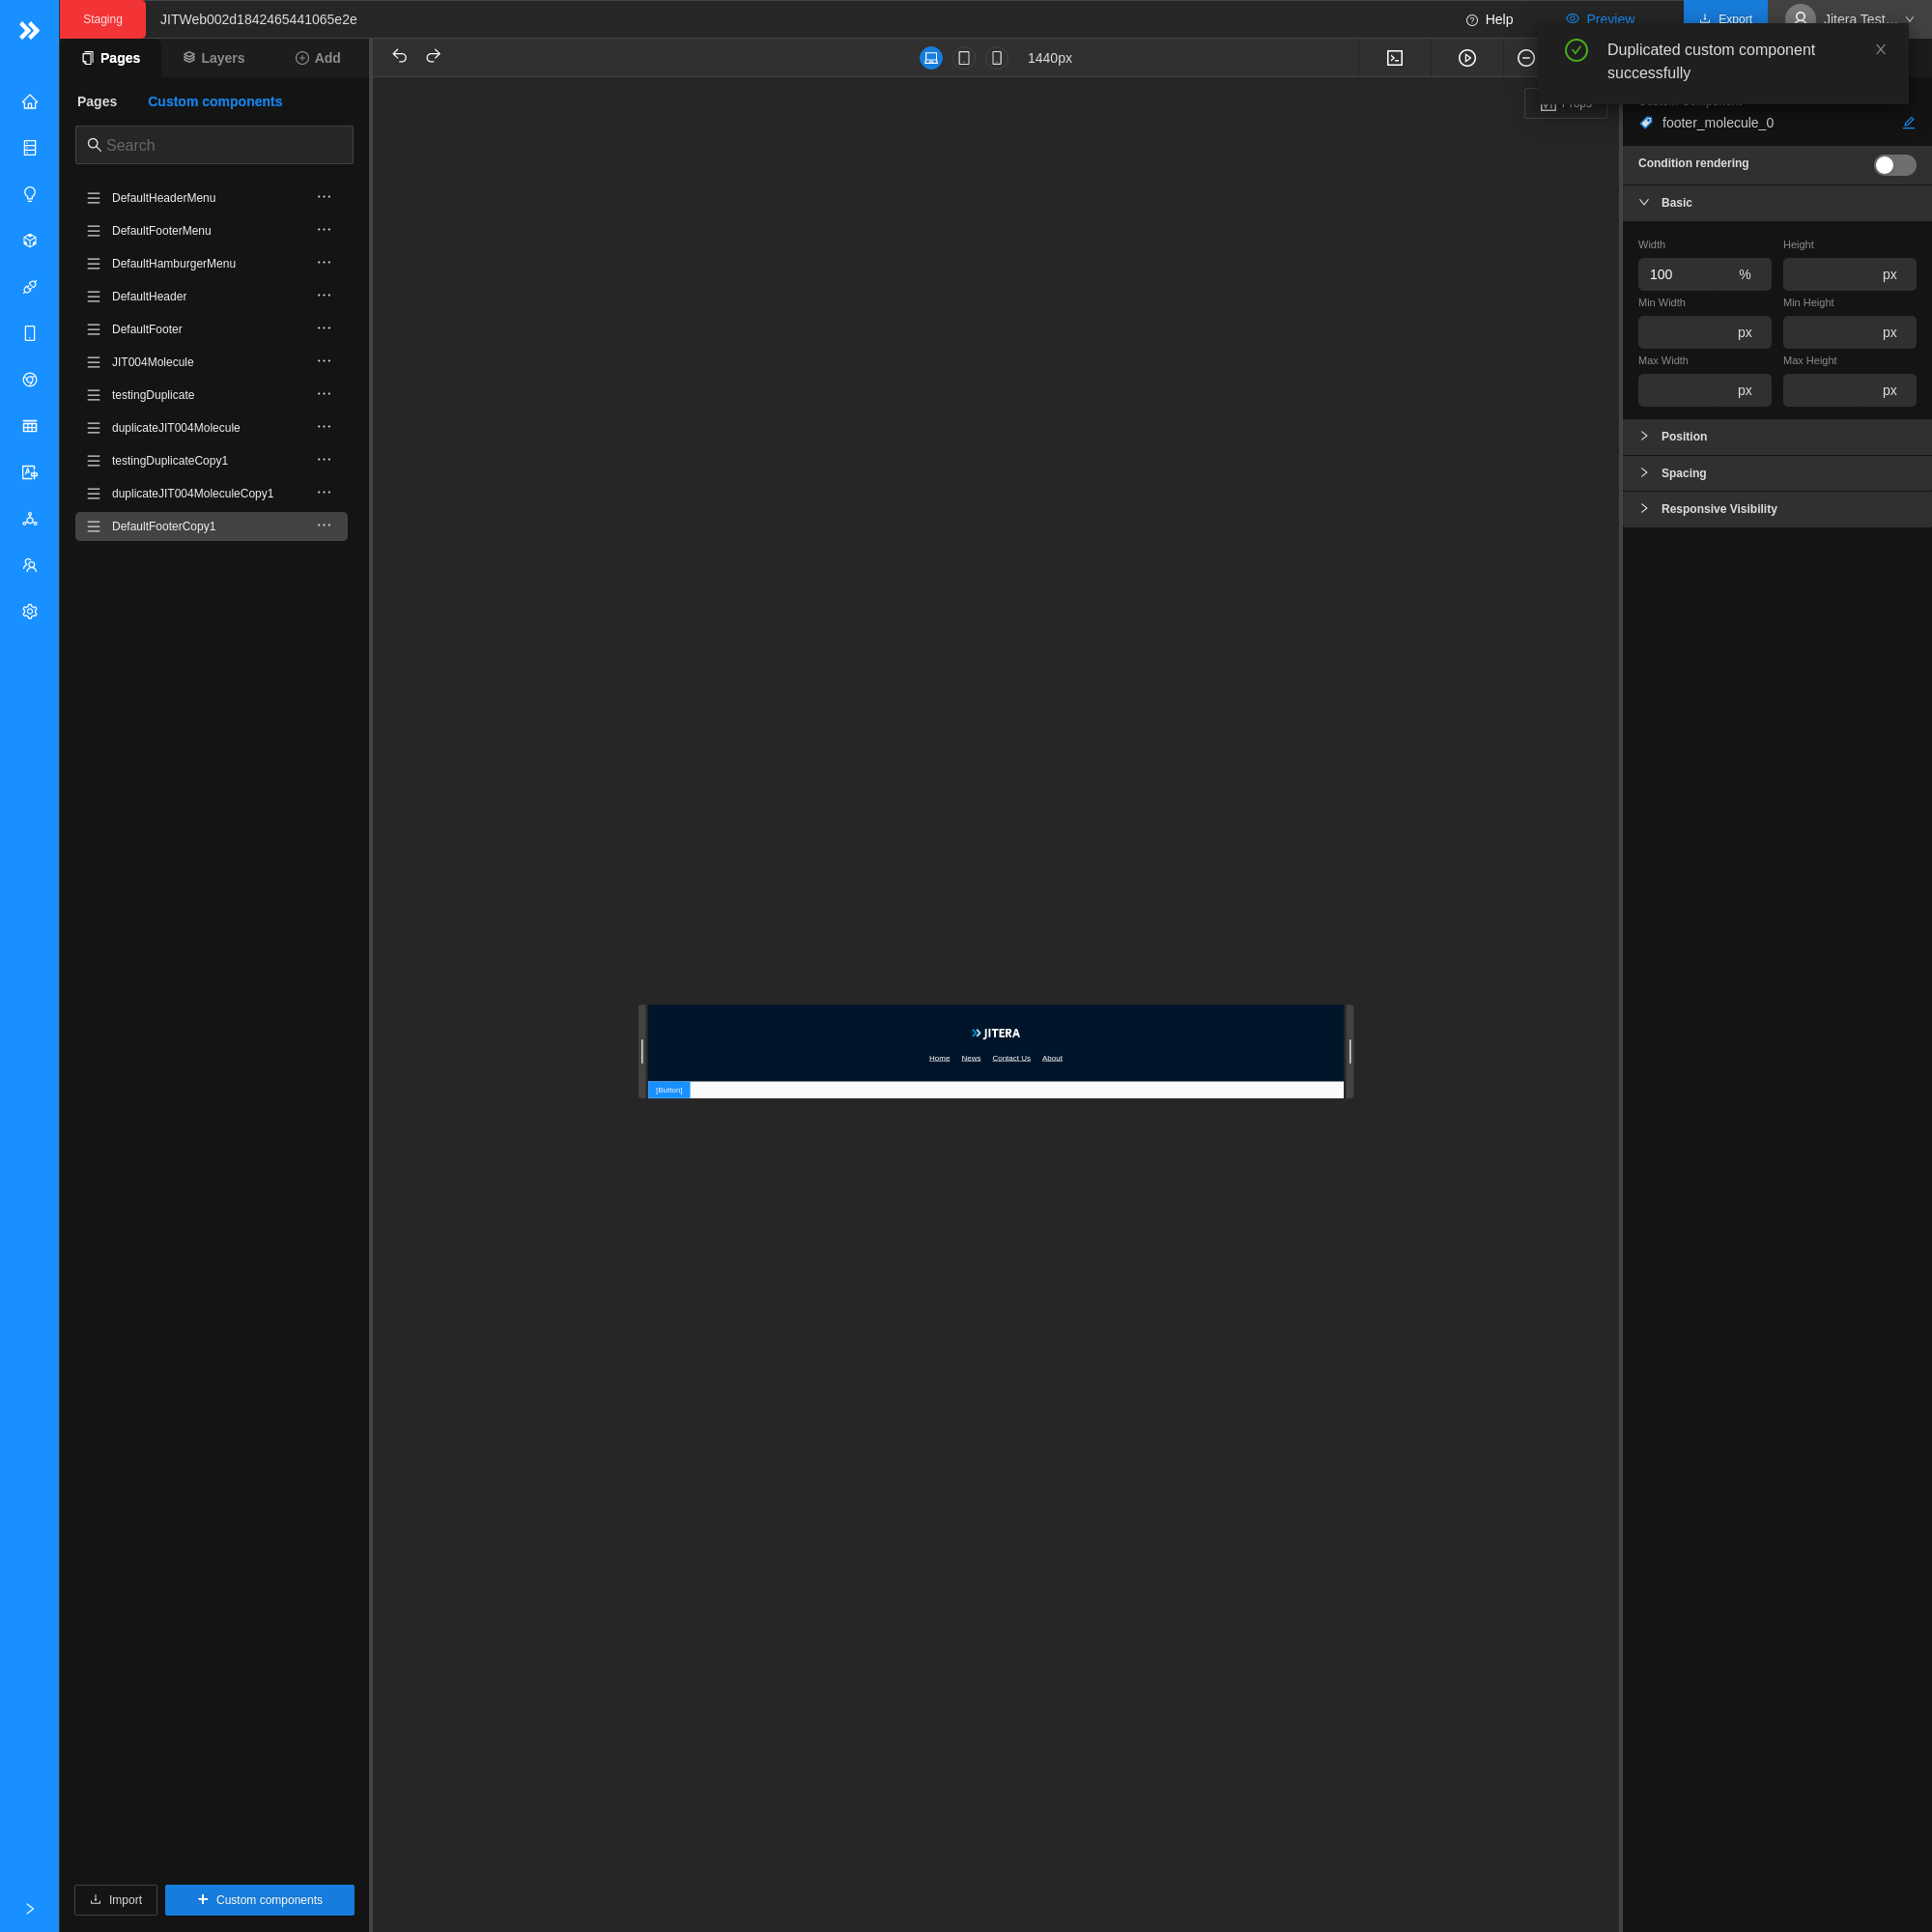 Staging
JITWeb002d1842465441065e2e
Help
Preview
Export
Jitera Test...
Duplicated custom component
successfully
Pages
Layers
Add
1440px
Pages
Custom components
Search
DefaultHeaderMenu
DefaultFooterMenu
DefaultHamburgerMenu
DefaultHeader
DefaultFooter
JIT004Molecule
testingDuplicate
duplicateJIT004Molecule
testingDuplicateCopy1
duplicateJIT004MoleculeCopy1
DefaultFooterCopy1
Import
Custom components
JITERA
Home News Contact Us About
[Button]
footer_molecule_0
Condition rendering
Basic
Width
Height
100 %
px
Min Width
Min Height
px
px
Max Width
Max Height
px
px
Position
Spacing
Responsive Visibility